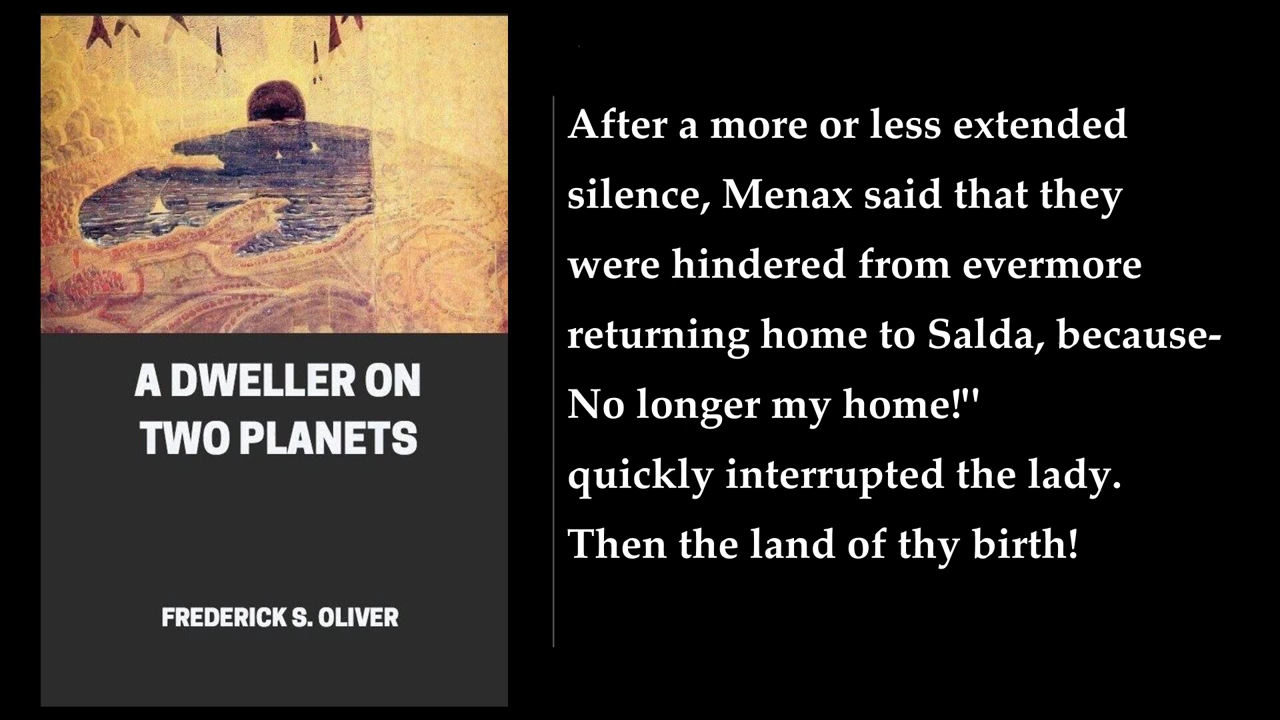 A DWELLER ON
TWO PLANETS
FREDERICK S. OLIVER
After a more or less extended
silence, Menax said that they
were hindered from evermore
returning home to Salda, because-
No longer my home!"
quickly interrupted the lady.
Then the land of thy birth!